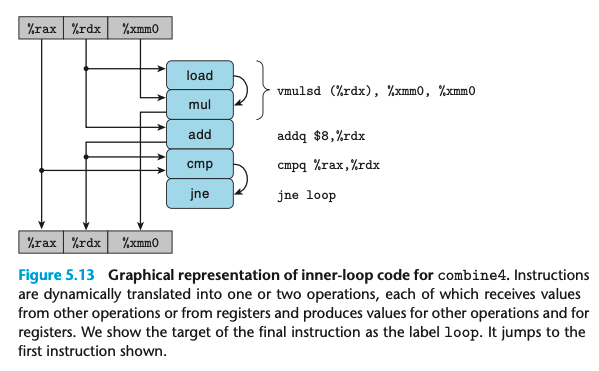 %rax %rdx %xmm0
load
mul
vmulsd (%rdx), %xmm0, %xmm0
add
addq $8,%rdx
cmp
cmpq %rax,%rdx
jne
jne loop
%rax %rdx %xmm0
Figure 5.13 Graphical representation of inner-loop code for combine4. Instructions
are dynamically translated into one or two operations, each of which receives values
from other operations or from registers and produces values for other operations and for
registers. We show the target of the final instruction as the label loop. It jumps to the
first instruction shown.